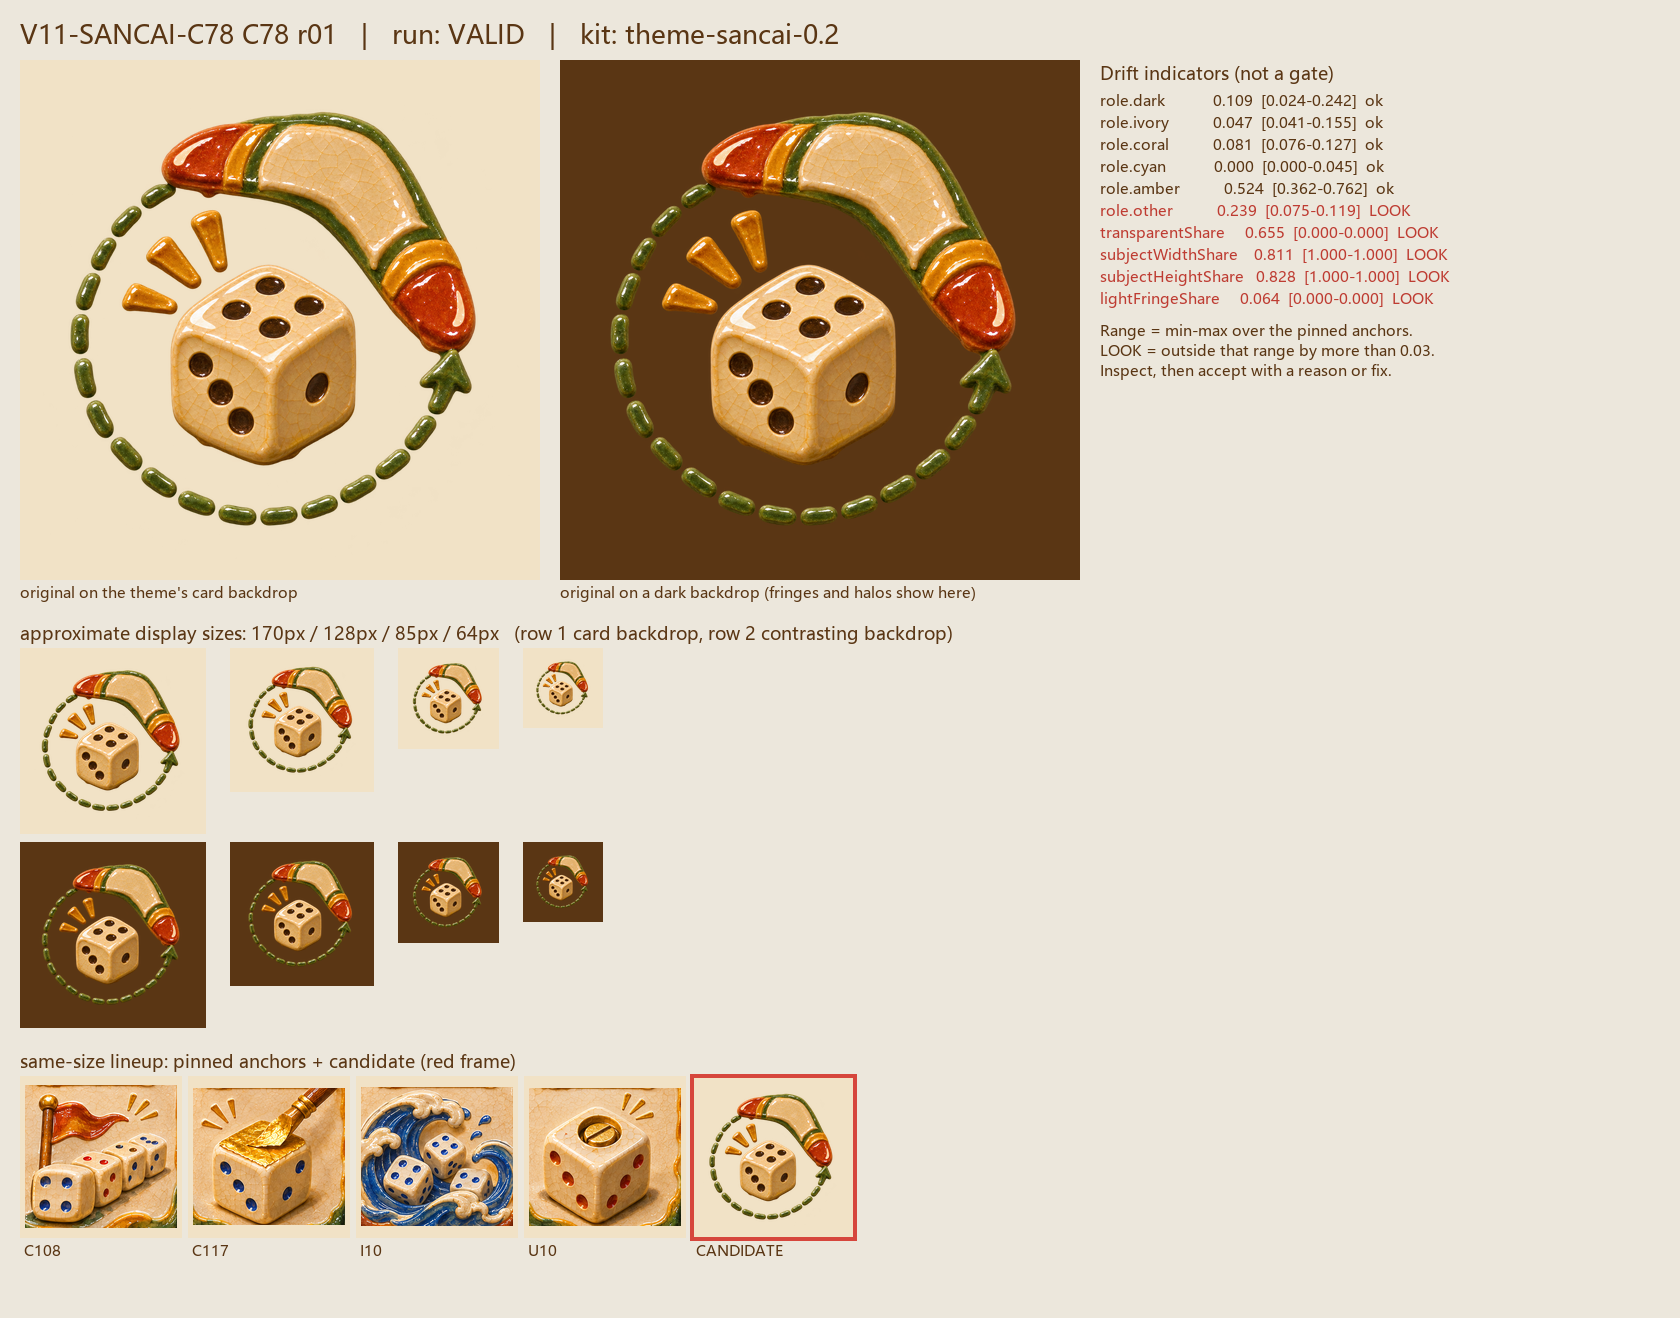 V11-SANCAI-C78 C78 r01 | run: VALID | kit: theme-sancai-0.2
Drift indicators (not a gate)
role.dark 0.109 [0.024-0.242] ok
role.ivory 0.047 [0.041-0.155] ok
role.coral 0.081 [0.076-0.127] ok
role.cyan 0.000 [0.000-0.045] ok
role.amber 0.524 [0.362-0.762] ok
role.other 0.239 [0.075-0.119] LOOK
transparentShare 0.655 [0.000-0.000] LOOK
subjectWidthShare 0.811 [1.000-1.000] LOOK
subjectHeightShare 0.828 [1.000-1.000] LOOK
lightFringeShare 0.064 [0.000-0.000] LOOK
Range = min-max over the pinned anchors.
LOOK = outside that range by more than 0.03.
Inspect, then accept with a reason or fix.
original on the theme's card backdrop
original on a dark backdrop (fringes and halos show here)
approximate display sizes: 170px / 128px / 85px / 64px (row 1 card backdrop, row 2 contrasting backdrop)
same-size lineup: pinned anchors + candidate (red frame)
C108
C117
I10
U10
CANDIDATE